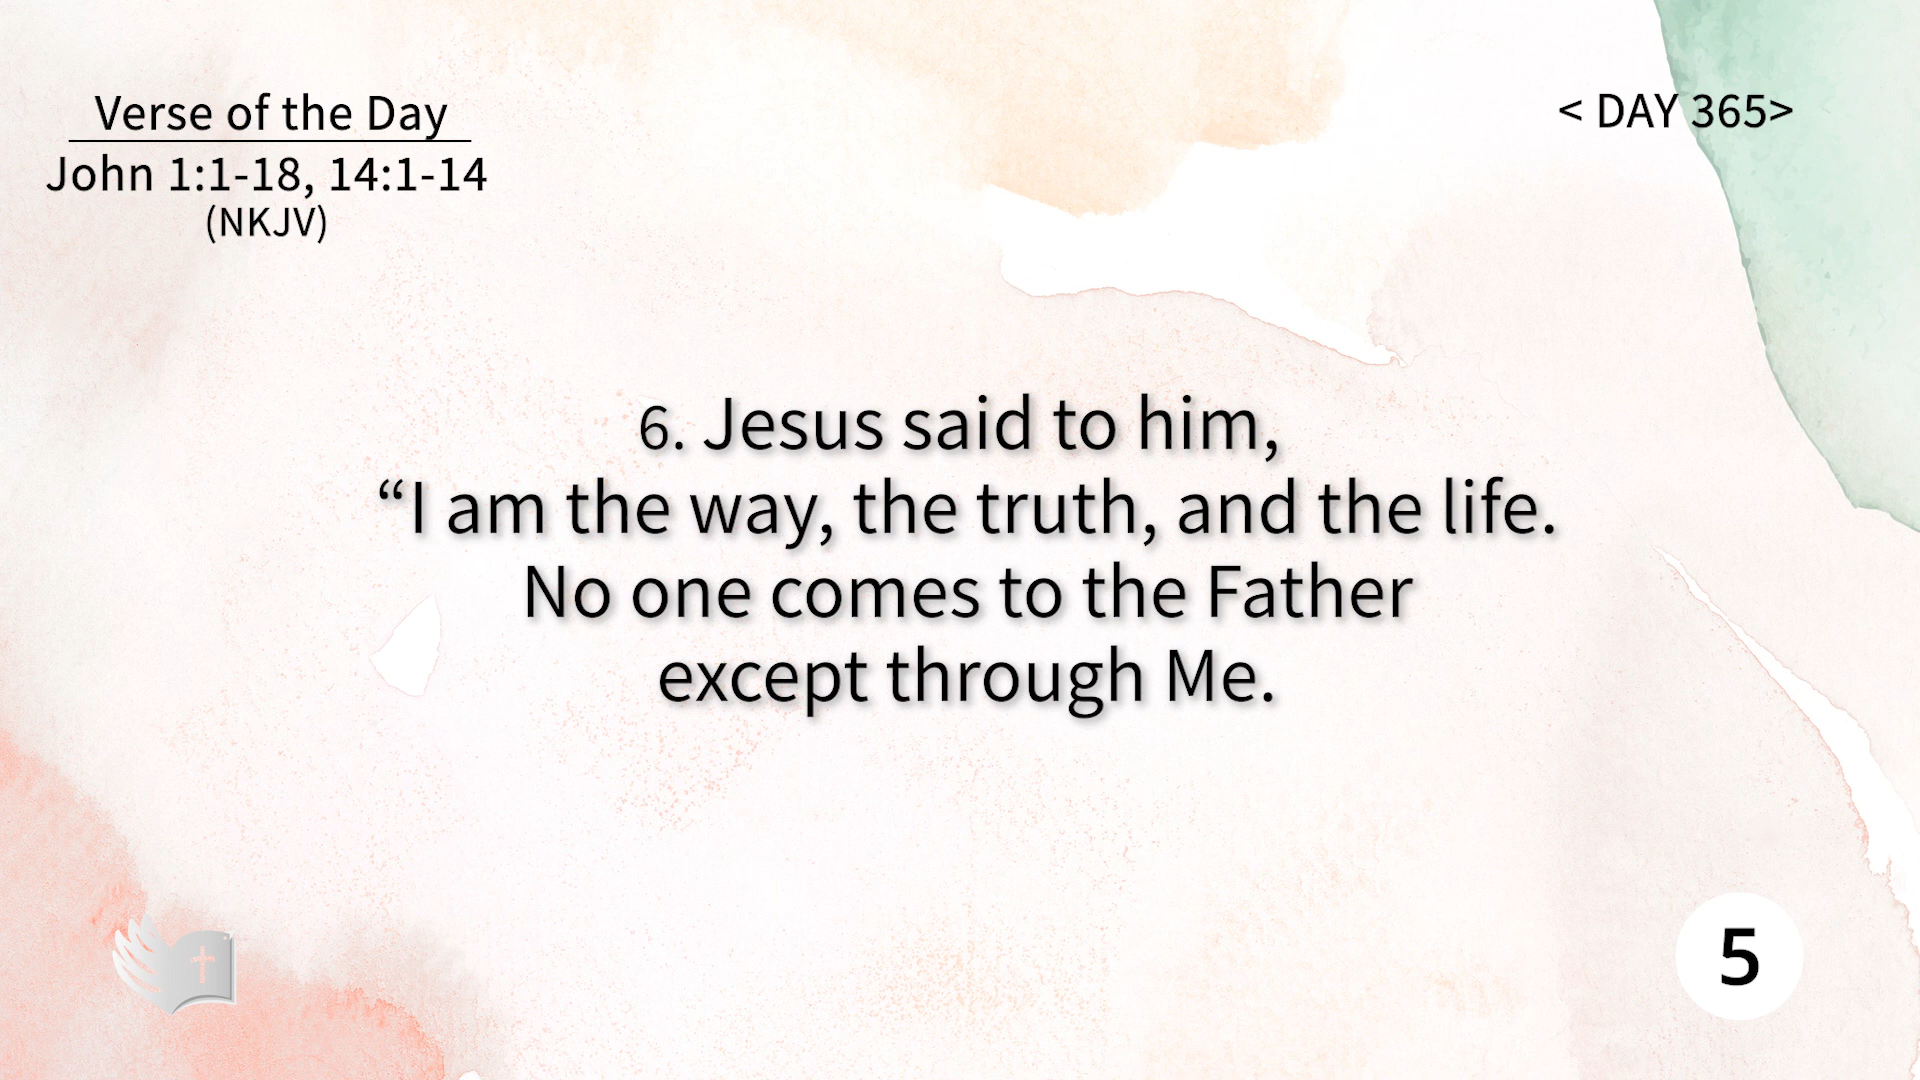 Verse of the Day
John 1:1-18, 14:1-14
(NKJV)
< DAY 365>
6. Jesus said to him,
“I am the way, the truth, and the life.
No one comes to the Father
except through Me.
5